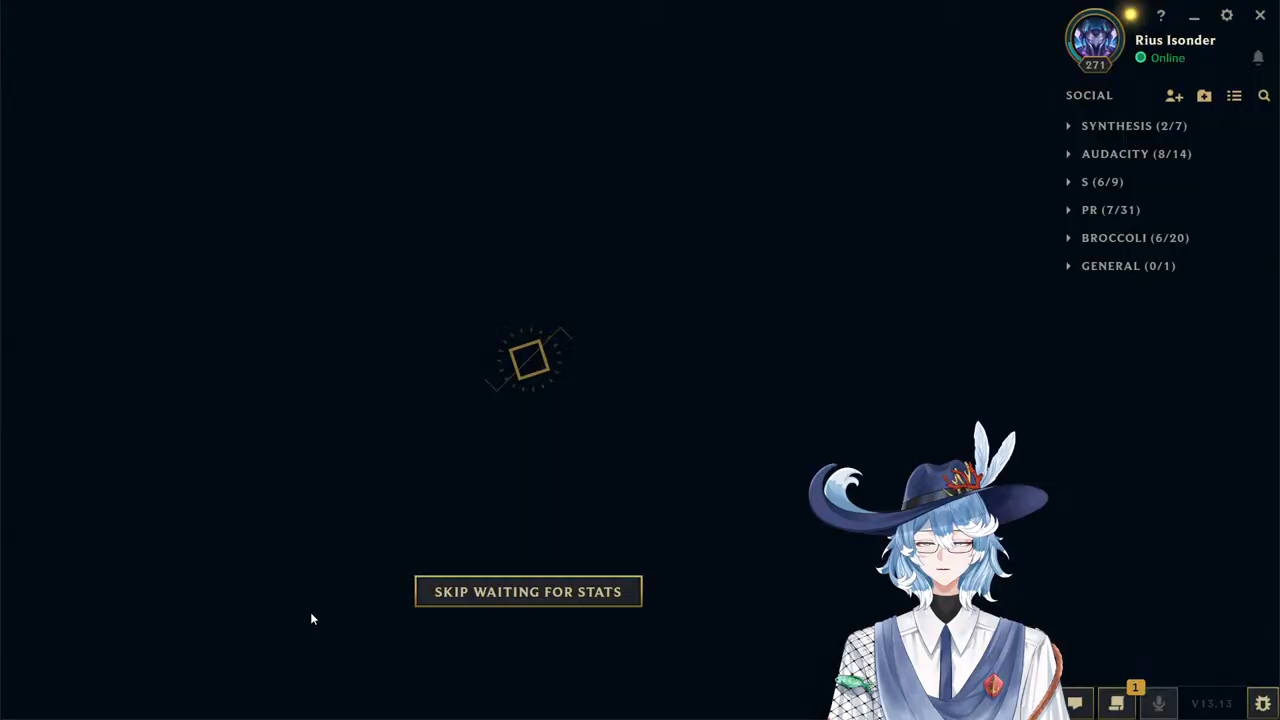 ?
Rius Isonder
271
Online
SOCIAL
SYNTHESIS (2/7)
AUDACITY (8/14)
S (6/9)
PR (7/31)
BROCCOLI (6/20)
GENERAL (0/1)
SKIP WAITING FOR STATS
1
V13.13